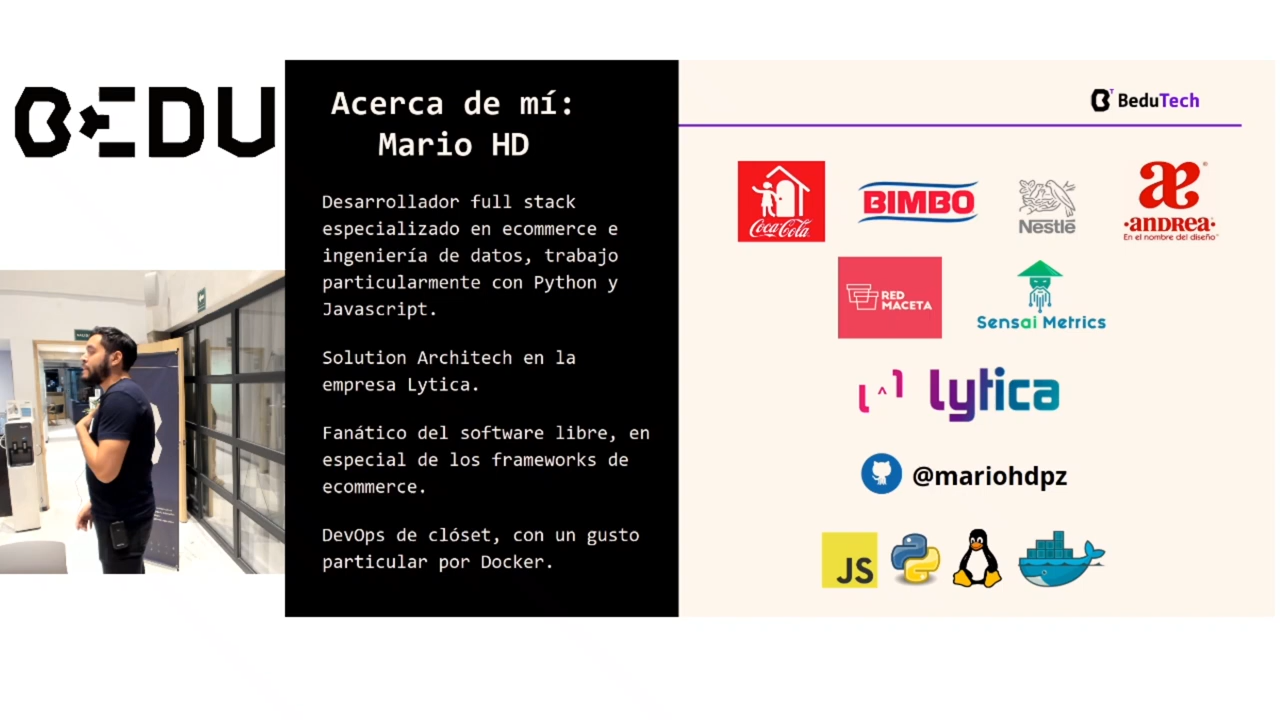 BEDU
Acerca de mí:
Mario HD
Desarrollador full stack
especializado en ecommerce e
ingeniería de datos, trabajo
particularmente con Python y
Javascript.
Solution Architech en la
empresa Lytica.
Fanático del software libre, en
especial de los frameworks de
ecommerce.
DevOps de clóset, con un gusto
particular por Docker.
BeduTech
Coca-Cola
BIMBO
Nestlé
ae
·ANDREA·
En el nombre del diseño
RED
MACETA
Sensai Metrics
lytica
@mariohdpz
JS